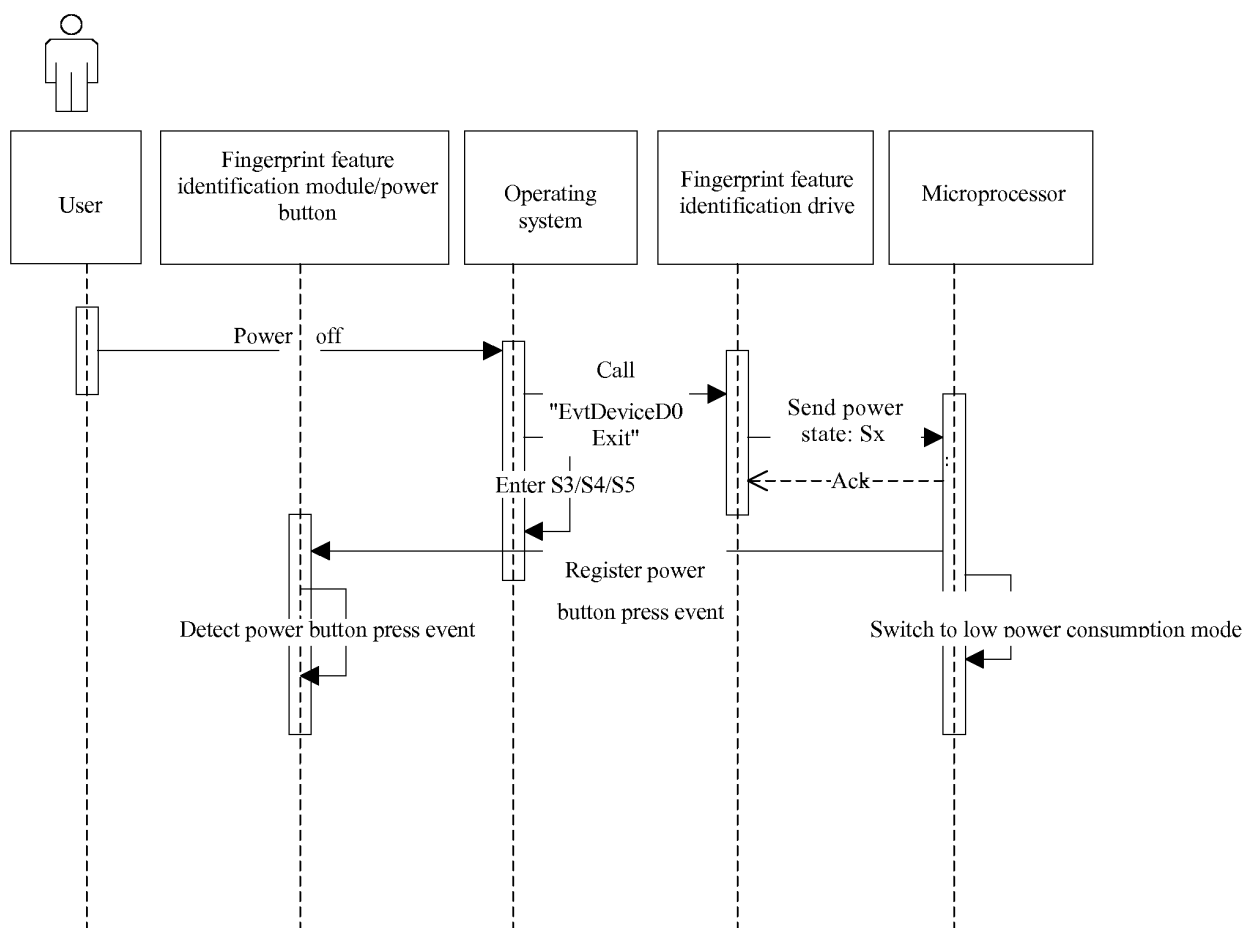 User
Fingerprint feature
identification module/power
button
Operating
system
Fingerprint feature
identification drive
Microprocessor
Power off
Call
"EvtDeviceD0
Exit"
Send power
state: Sx
:
Ack
Enter S3/S4/S5
Register power
button press event
Detect power button press event
Switch to low power consumption mode